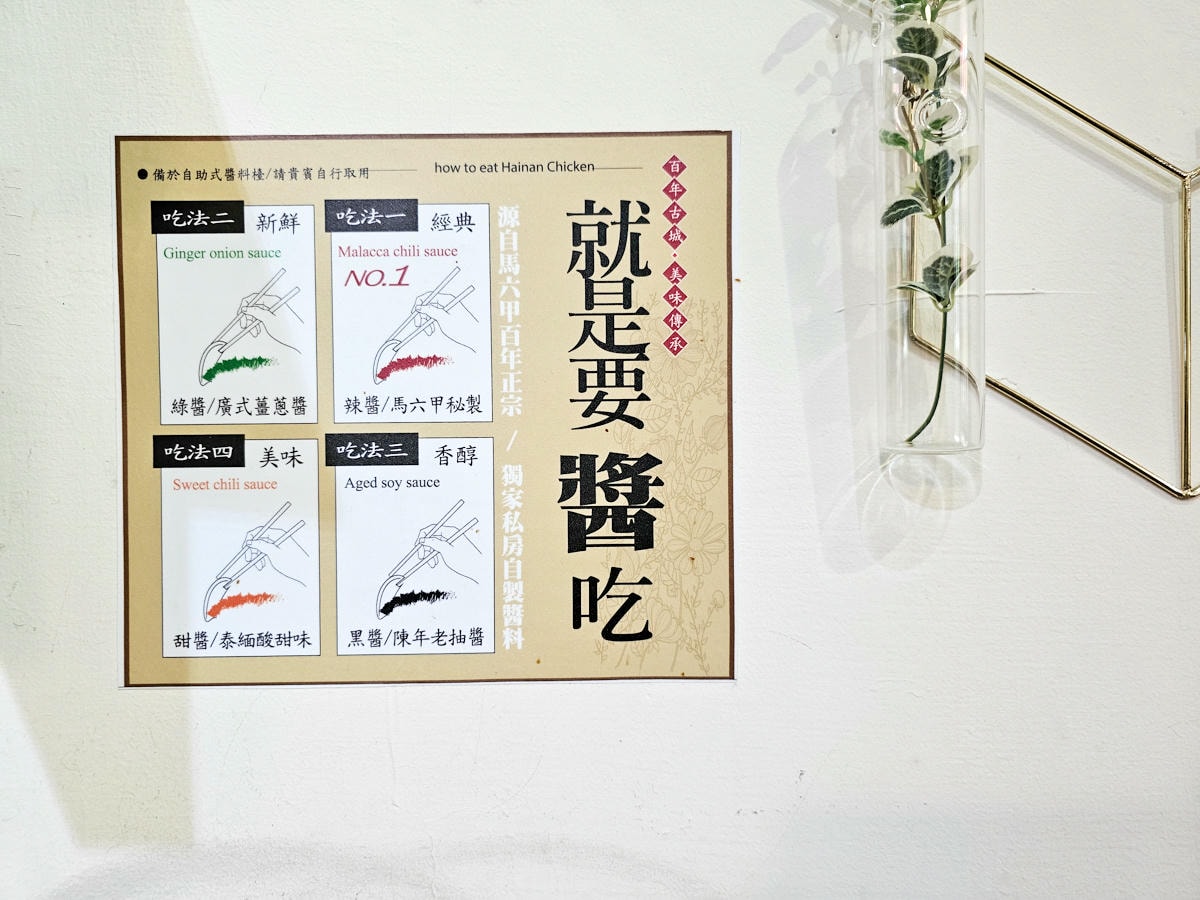 百年古城・美味傳承
就是要醬吃
源自馬六甲百年正宗 / 獨家私房自製醬料
how to eat Hainan Chicken
●備於自助式醬料檯/請貴賓自行取用
吃法一 經典
Malacca chili sauce
NO.1
辣醬/馬六甲秘製
吃法二 新鮮
Ginger onion sauce
綠醬/廣式薑蔥醬
吃法三 香醇
Aged soy sauce
黑醬/陳年老抽醬
吃法四 美味
Sweet chili sauce
甜醬/泰緬酸甜味